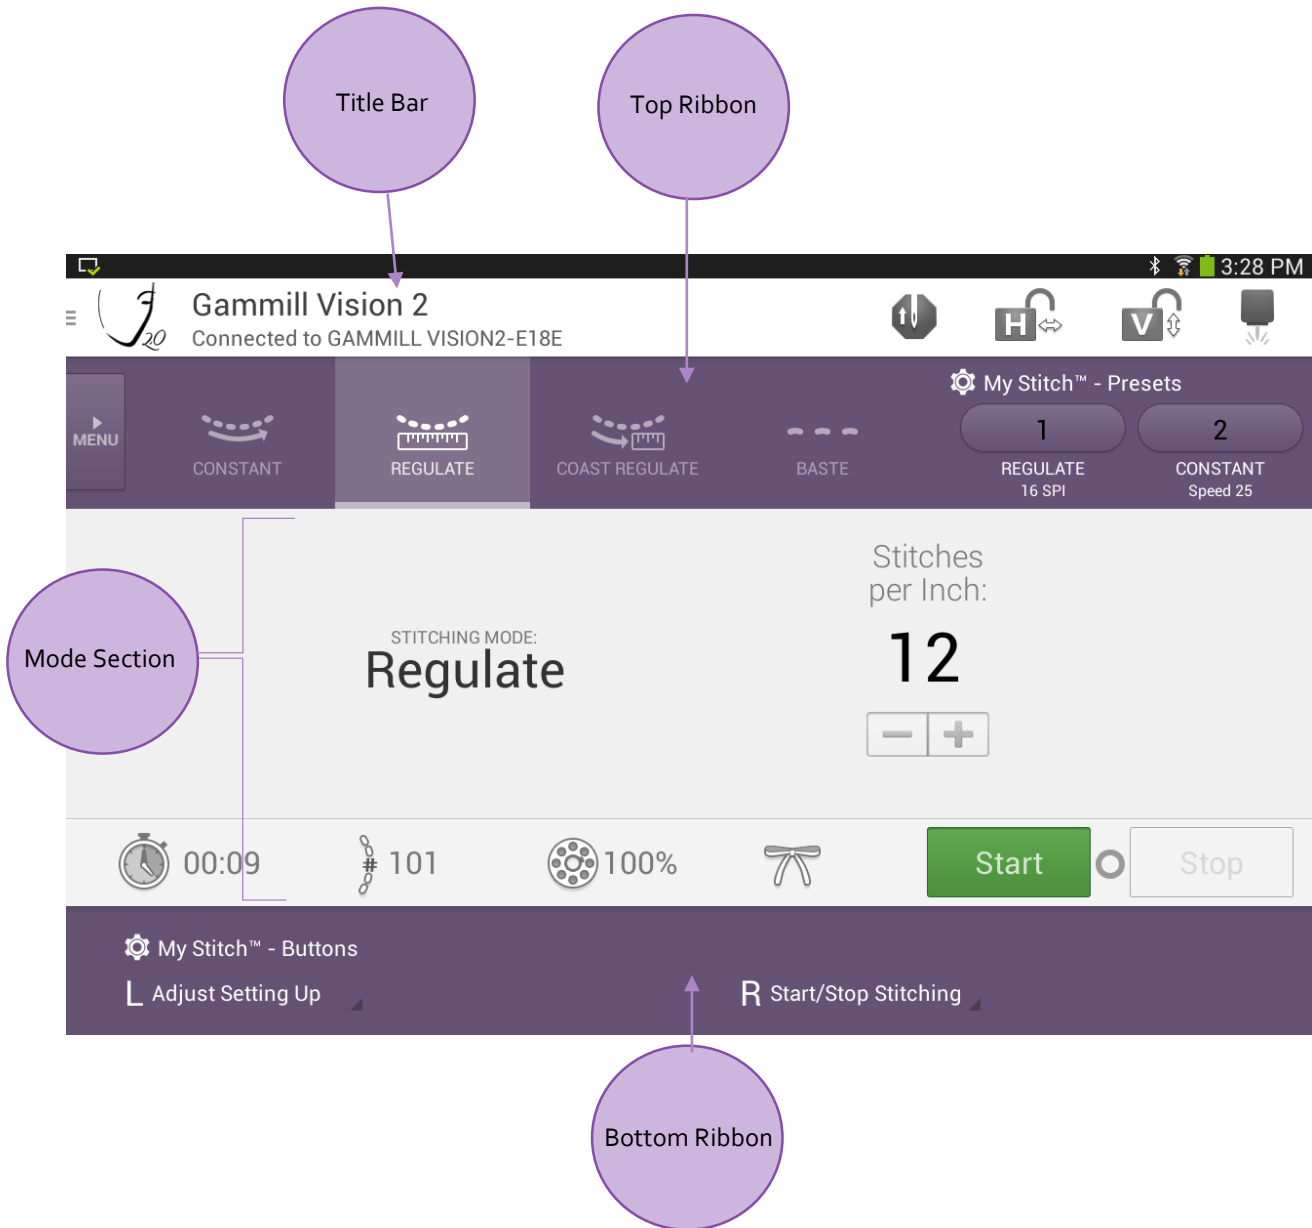 Title Bar
Top Ribbon
3:28 PM
2.0
Gammill Vision 2
Connected to GAMMILL VISION2-E18E
H
V
My Stitch™ - Presets
MENU
CONSTANT
REGULATE
COAST REGULATE
BASTE
1
2
REGULATE
16 SPI
CONSTANT
Speed 25
Mode Section
STITCHING MODE:
Regulate
Stitches
per Inch:
12
00:09
# 101
100%
Start
Stop
My Stitch™ - Buttons
L Adjust Setting Up
R Start/Stop Stitching
Bottom Ribbon